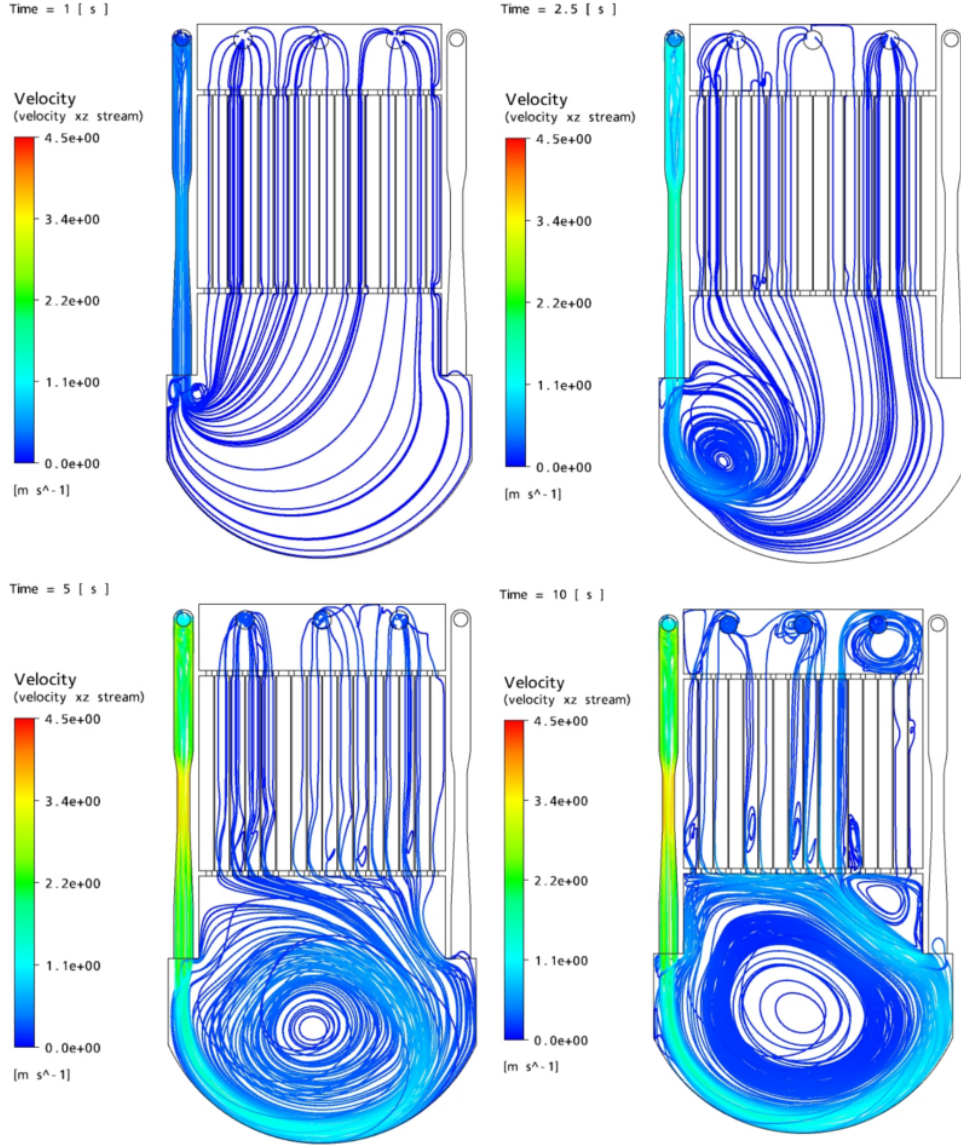 Time = 1 [ s ]
Velocity
(velocity xz stream)
4.5e+00
3.4e+00
2.2e+00
1.1e+00
0.0e+00
[m s^-1]
Time = 2.5 [ s ]
Velocity
(velocity xz stream)
4.5e+00
3.4e+00
2.2e+00
1.1e+00
0.0e+00
[m s^-1]
Time = 5 [ s ]
Velocity
(velocity xz stream)
4.5e+00
3.4e+00
2.2e+00
1.1e+00
0.0e+00
[m s^-1]
Time = 10 [ s ]
Velocity
(velocity xz stream)
4.5e+00
3.4e+00
2.2e+00
1.1e+00
0.0e+00
[m s^-1]